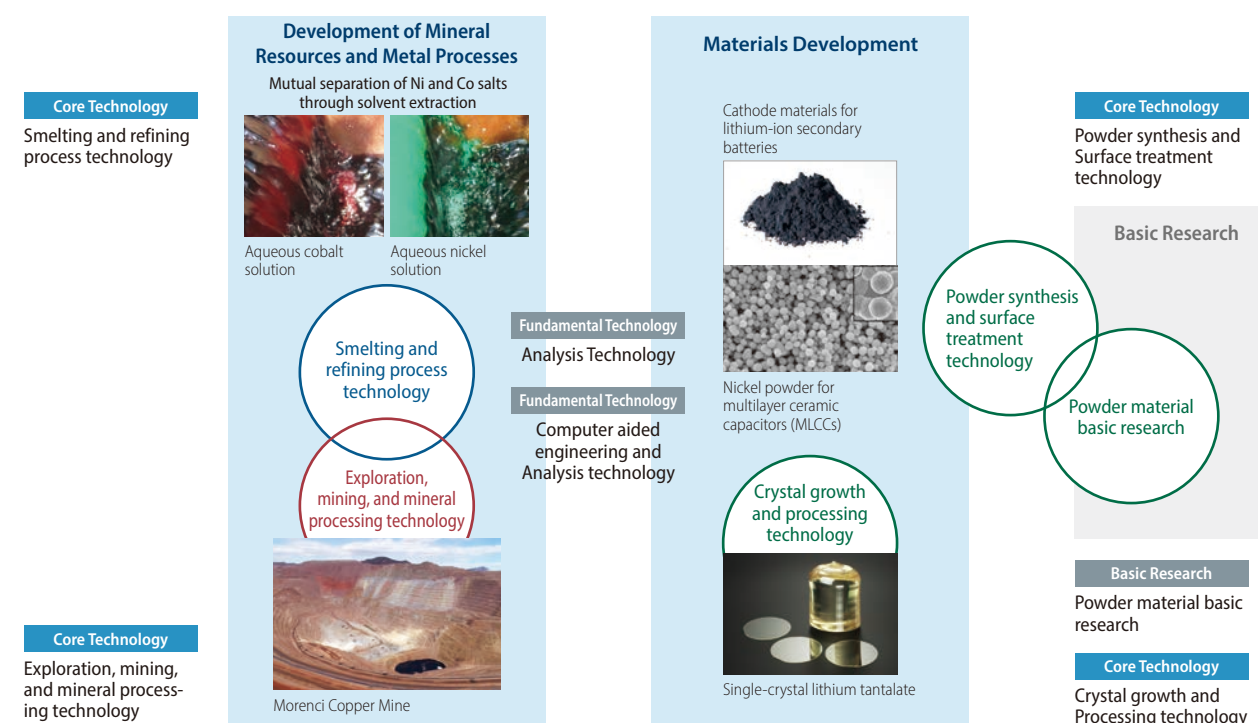 Development of Mineral
Resources and Metal Processes
Mutual separation of Ni and Co salts
through solvent extraction
Core Technology
Smelting and refining
process technology
Aqueous cobalt
solution
Aqueous nickel
solution
Smelting and
refining process
technology
Exploration,
mining, and mineral
processing technology
Core Technology
Exploration, mining,
and mineral process-
ing technology
Morenci Copper Mine
Fundamental Technology
Analysis Technology
Fundamental Technology
Computer aided
engineering and
Analysis technology
Materials Development
Cathode materials for
lithium-ion secondary
batteries
Nickel powder for
multilayer ceramic
capacitors (MLCCs)
Crystal growth
and processing
technology
Single-crystal lithium tantalate
Core Technology
Powder synthesis and
Surface treatment
technology
Basic Research
Powder synthesis
and surface
treatment
technology
Powder material
basic research
Basic Research
Powder material basic
research
Core Technology
Crystal growth and
Processing technology